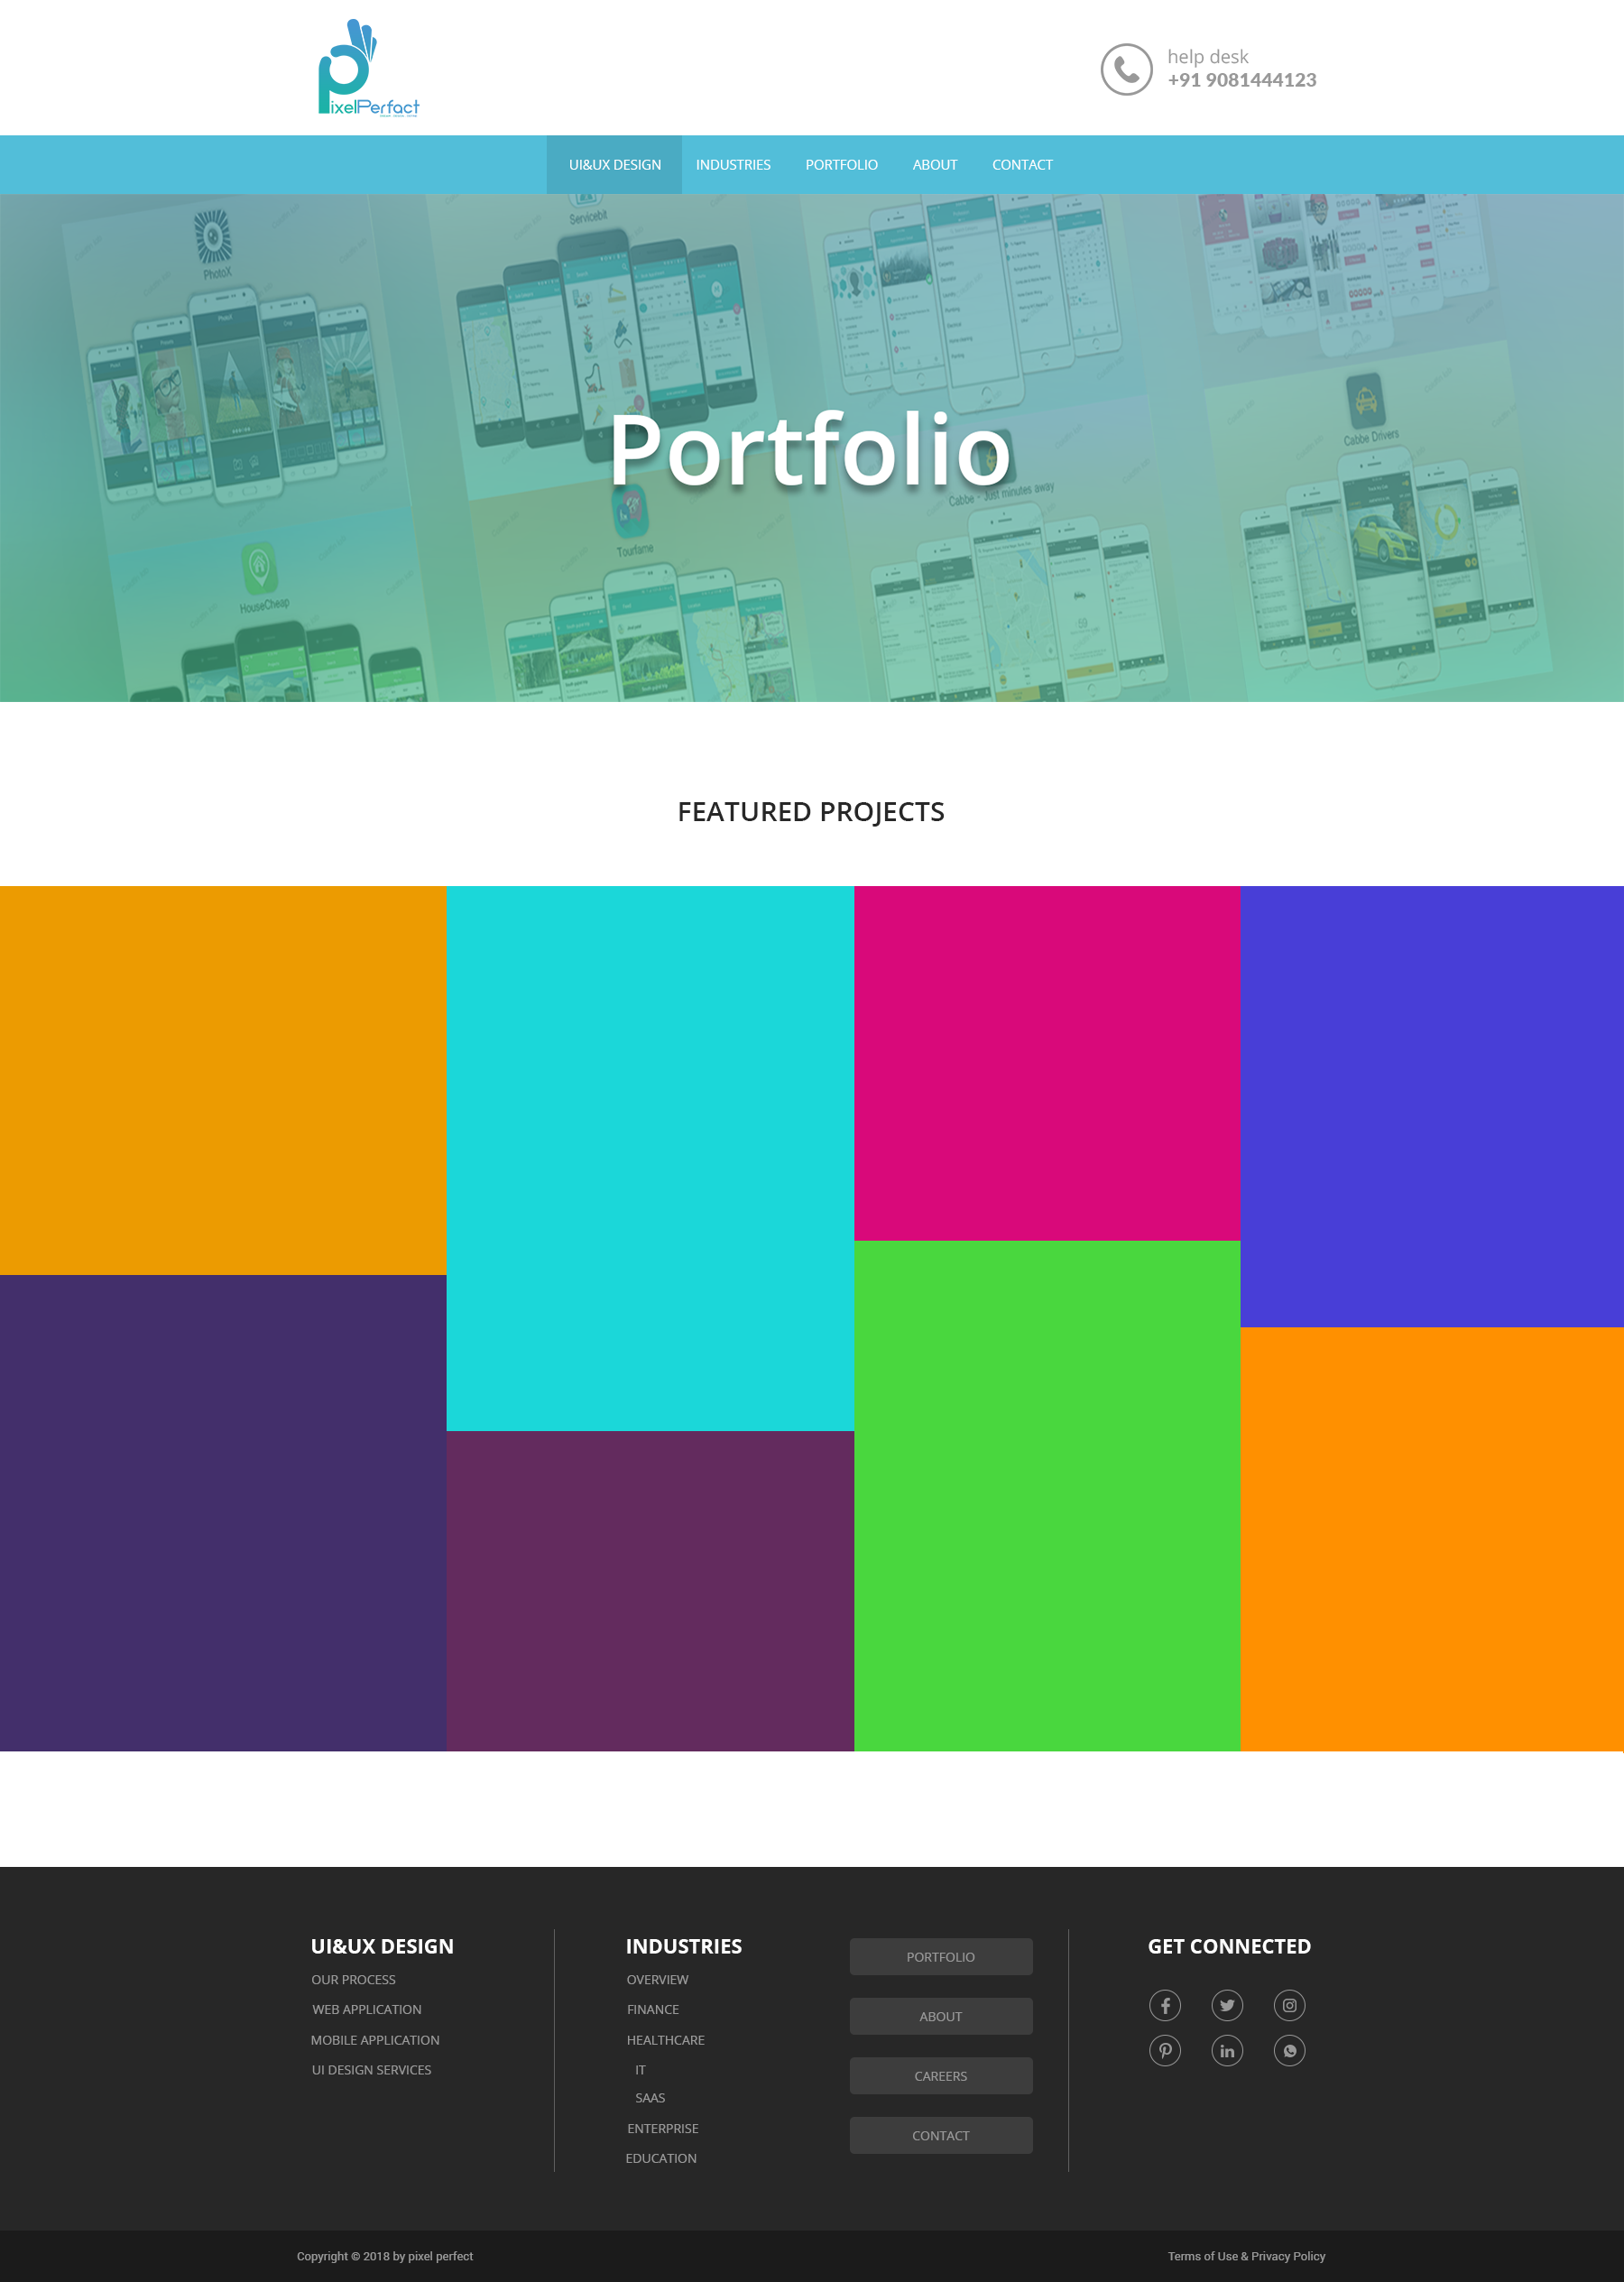 PixelPerfact
help desk
+91 9081444123
UI&UX DESIGN INDUSTRIES PORTFOLIO ABOUT CONTACT
PhotoX
Servicebit
Cabbe Drivers
Portfolio
Cabbe - Just minutes away
Tourfame
HouseCheap
FEATURED PROJECTS
UI&UX DESIGN
OUR PROCESS
WEB APPLICATION
MOBILE APPLICATION
UI DESIGN SERVICES
INDUSTRIES
OVERVIEW
FINANCE
HEALTHCARE
IT
SAAS
ENTERPRISE
EDUCATION
PORTFOLIO
ABOUT
CAREERS
CONTACT
GET CONNECTED
Copyright © 2018 by pixel perfect
Terms of Use & Privacy Policy